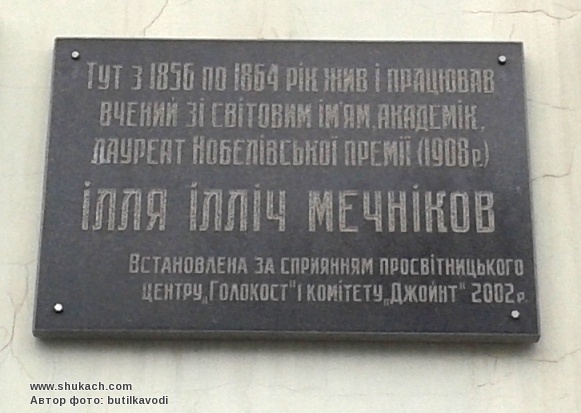 Тут з 1856 по 1864 рік жив і працював
вчений зі світовим ім'ям, академік,
лауреат Нобелівської премії (1908 р.)
Ілля Ілліч Мечніков
Встановлена за сприянням просвітницького
центру „Голокост" і комітету „Джойнт" 2002 р.
www.shukach.com
Автор фото: butilkavodi